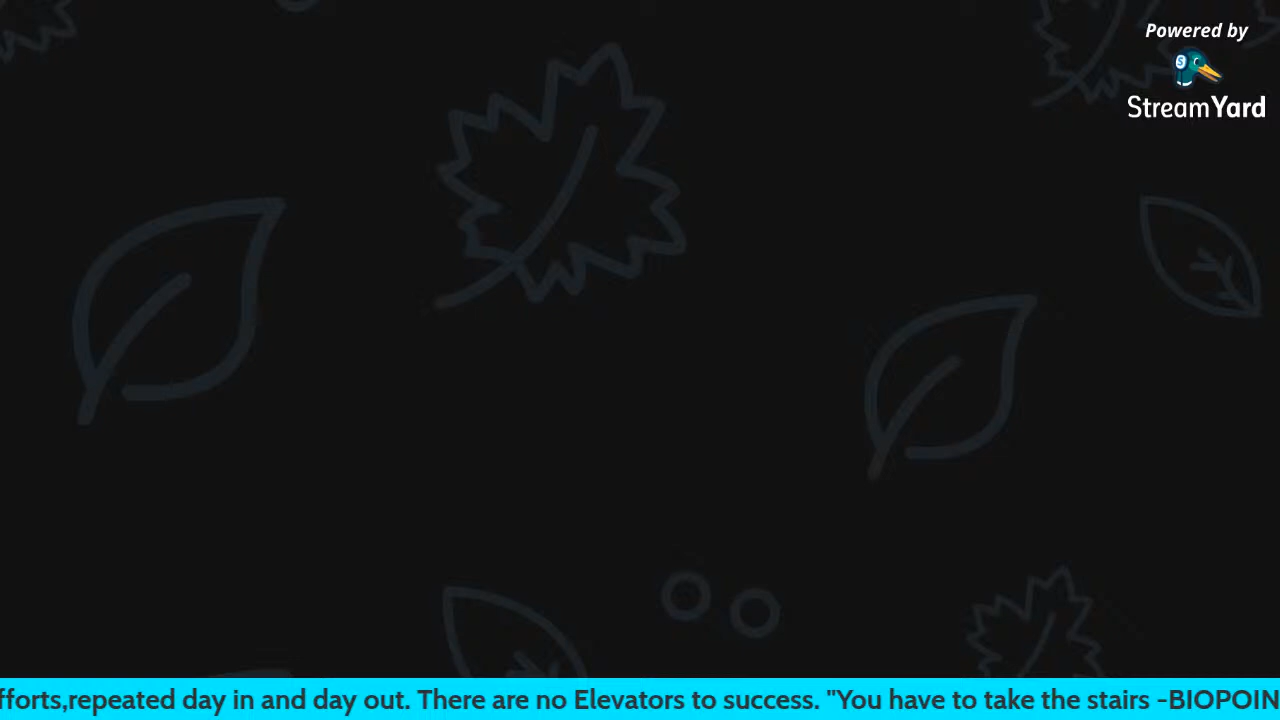 Powered by
StreamYard
fforts,repeated day in and day out. There are no Elevators to success. "You have to take the stairs -BIOPOIN